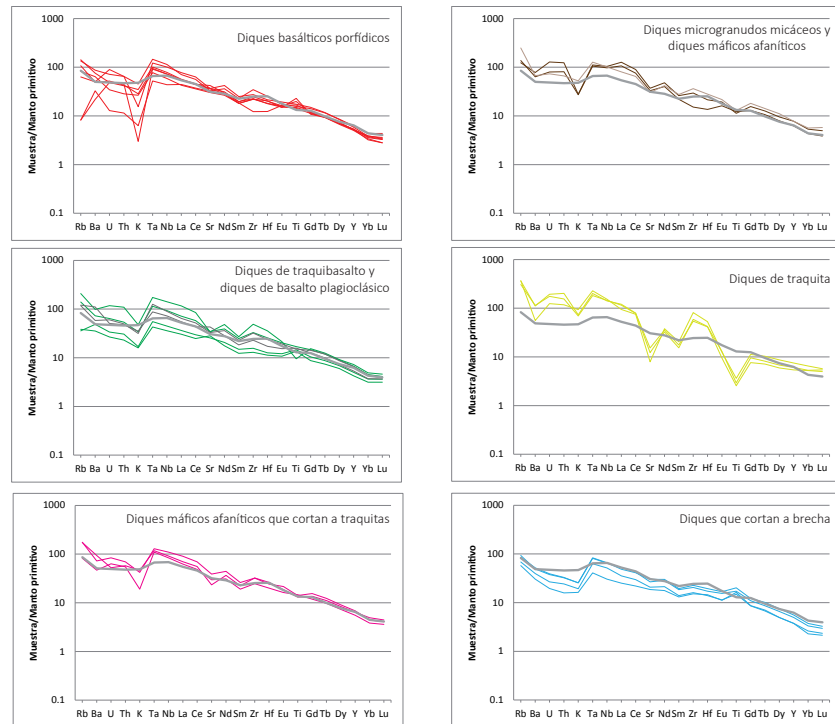 Diques basálticos porfídicos
Muestra/Manto primitivo
1000
100
10
1
0.1
Rb Ba U Th K Ta Nb La Ce Sr Nd Sm Zr Hf Eu Ti Gd Tb Dy Y Yb Lu
Diques microgranudos micáceos y
diques máficos afaníticos
Muestra/Manto primitivo
1000
100
10
1
0.1
Rb Ba U Th K Ta Nb La Ce Sr Nd Sm Zr Hf Eu Ti Gd Tb Dy Y Yb Lu
Diques de traquibasalto y
diques de basalto plagioclásico
Muestra/Manto primitivo
1000
100
10
1
0.1
Rb Ba U Th K Ta Nb La Ce Sr Nd Sm Zr Hf Eu Ti Gd Tb Dy Y Yb Lu
Diques de traquita
Muestra/Manto primitivo
1000
100
10
1
0.1
Rb Ba U Th K Ta Nb La Ce Sr Nd Sm Zr Hf Eu Ti Gd Tb Dy Y Yb Lu
Diques máficos afaníticos que cortan a traquitas
Muestra/Manto primitivo
1000
100
10
1
0.1
Rb Ba U Th K Ta Nb La Ce Sr Nd Sm Zr Hf Eu Ti Gd Tb Dy Y Yb Lu
Diques que cortan a brecha
Muestra/Manto primitivo
1000
100
10
1
0.1
Rb Ba U Th K Ta Nb La Ce Sr Nd Sm Zr Hf Eu Ti Gd Tb Dy Y Yb Lu